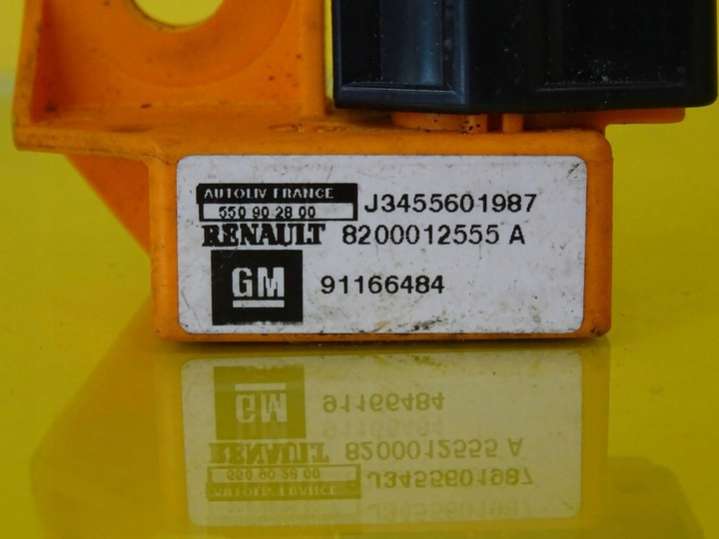 AUTOLIV FRANCE
550 90 28 00 J3455601987
RENAULT 8200012555 A
GM 91166484